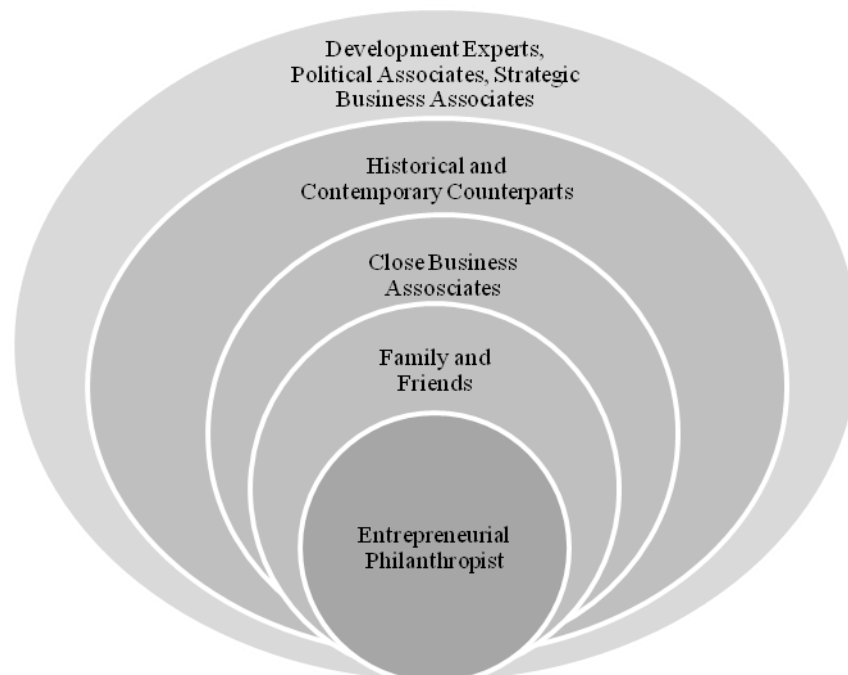 Development Experts,
Political Associates, Strategic
Business Associates
Historical and
Contemporary Counterparts
Close Business
Assosciates
Family and
Friends
Entrepreneurial
Philanthropist